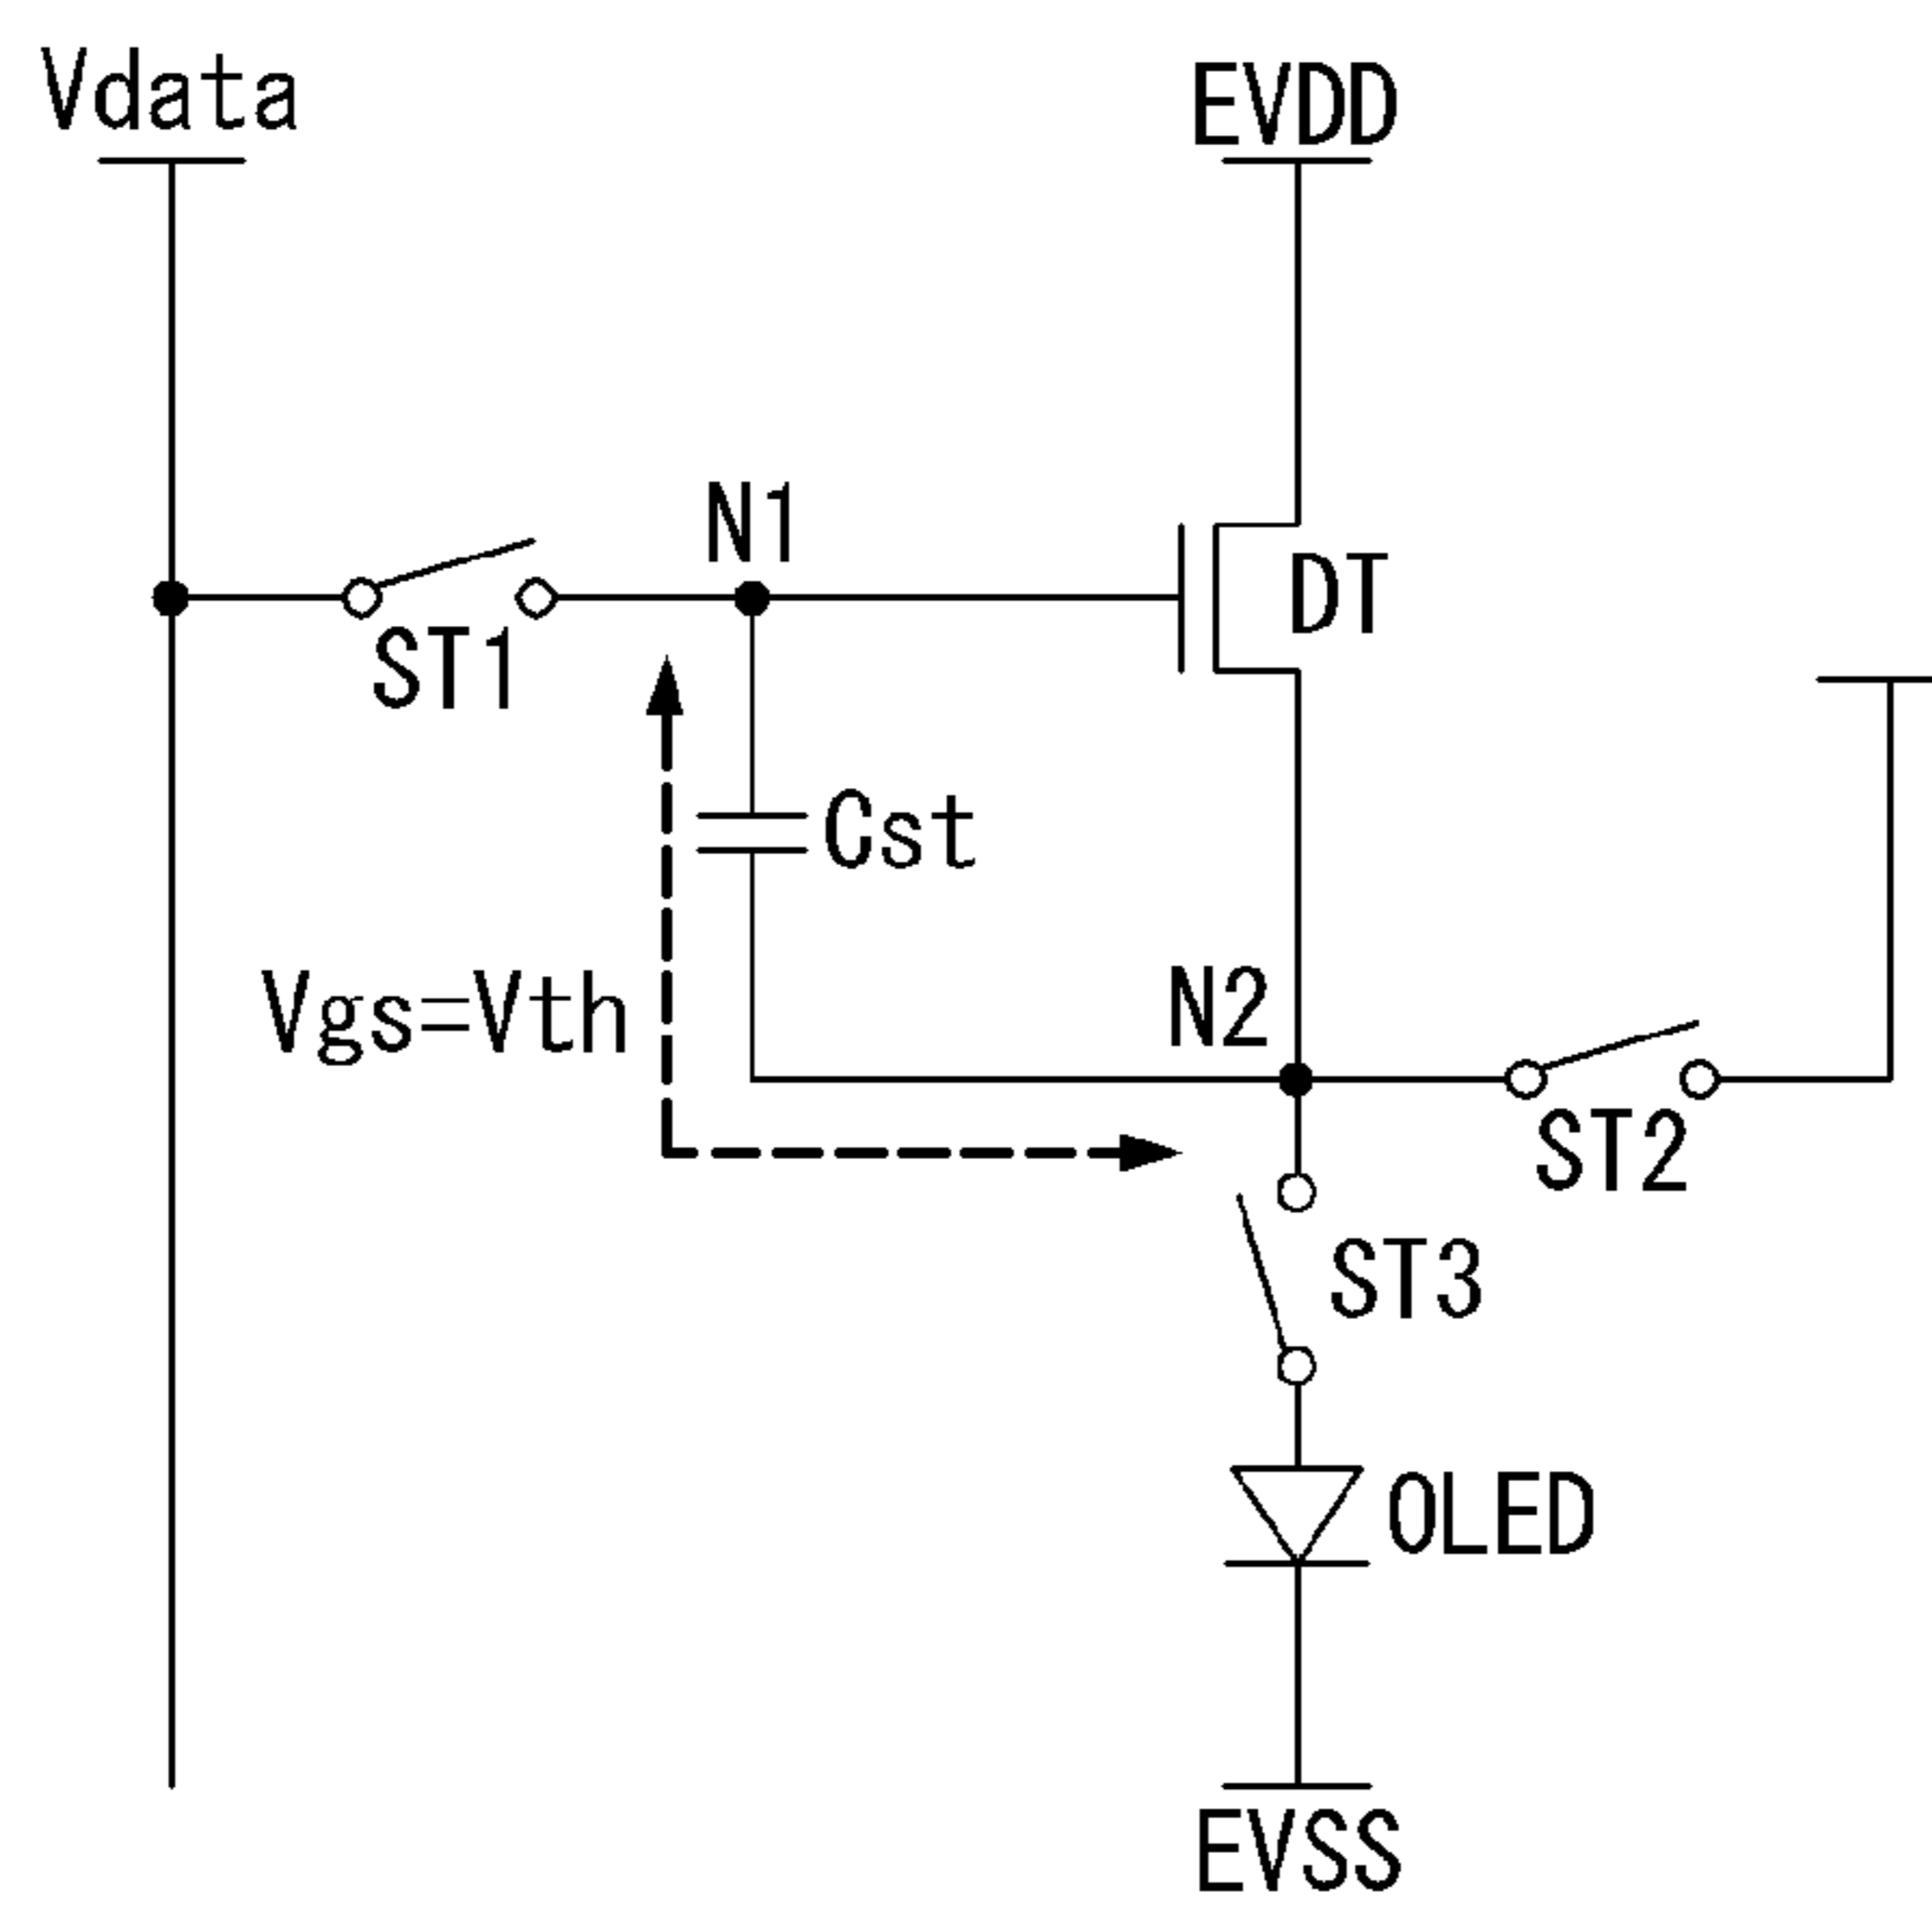 Vdata
EVDD
N1
DT
ST1
Cst
Vgs=Vth
N2
ST2
ST3
OLED
EVSS